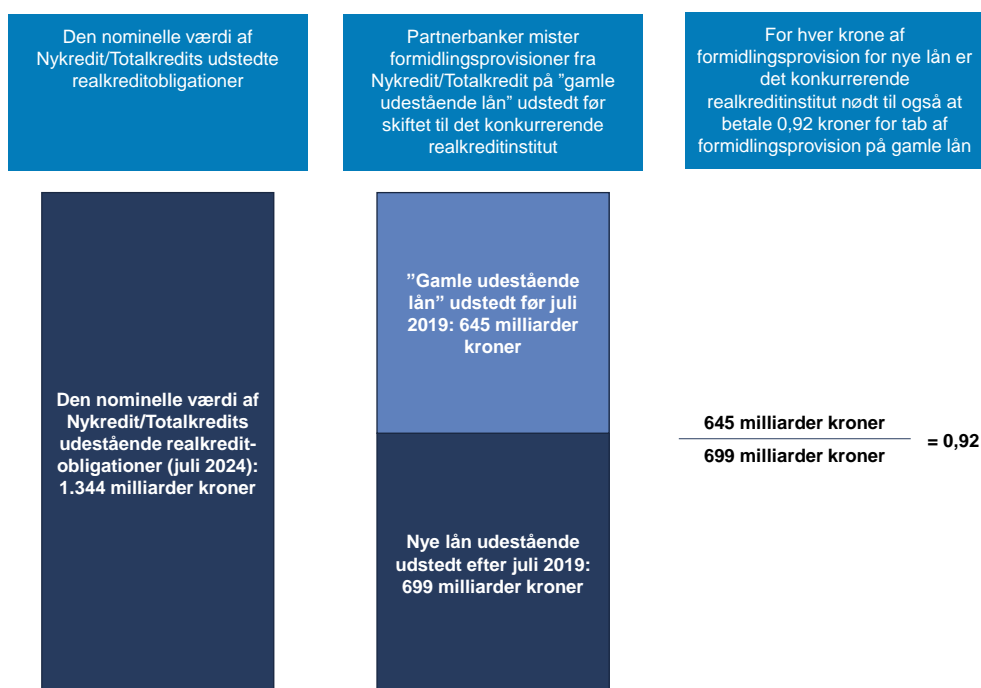 Den nominelle værdi af
Nykredit/Totalkredits udstedte
realkreditobligationer
Partnerbanker mister
formidlingsprovisioner fra
Nykredit/Totalkredit på ”gamle
udestående lån” udstedt før
skiftet til det konkurrerende
realkreditinstitut
For hver krone af
formidlingsprovision for nye lån er
det konkurrerende
realkreditinstitut nødt til også at
betale 0,92 kroner for tab af
formidlingsprovision på gamle lån
Den nominelle værdi af
Nykredit/Totalkredits
udestående realkredit-
obligationer (juli 2024):
1.344 milliarder kroner
”Gamle udestående
lån” udstedt før juli
2019: 645 milliarder
kroner
Nye lån udestående
udstedt efter juli 2019:
699 milliarder kroner
645 milliarder kroner
699 milliarder kroner
= 0,92